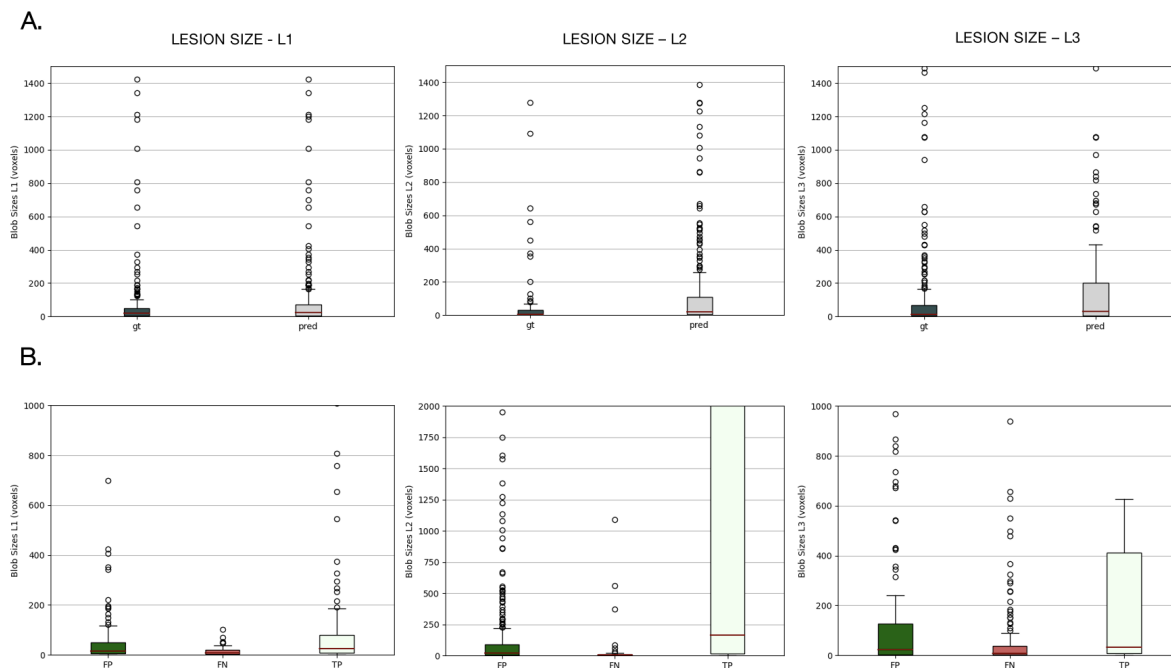 A.
LESION SIZE - L1
LESION SIZE – L2
LESION SIZE – L3
Blob Sizes L1 (voxels)
1400
1200
1000
800
600
400
200
0
gt
pred
Blob Sizes L2 (voxels)
1400
1200
1000
800
600
400
200
0
gt
pred
Blob Sizes L3 (voxels)
1400
1200
1000
800
600
400
200
0
gt
pred
B.
Blob Sizes L1 (voxels)
1000
800
600
400
200
0
FP
FN
TP
Blob Sizes L2 (voxels)
2000
1750
1500
1250
1000
750
500
250
0
FP
FN
TP
Blob Sizes L3 (voxels)
1000
800
600
400
200
0
FP
FN
TP